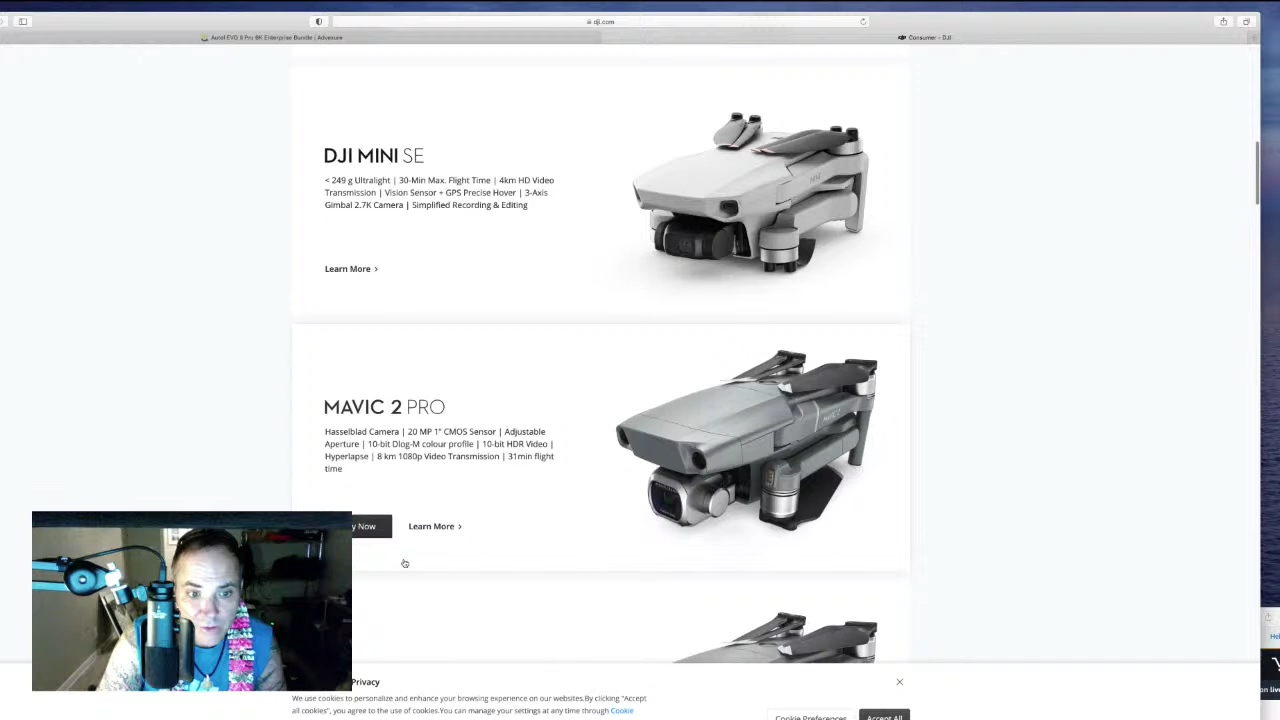 dji.com
Autel EVO II Pro 6K Enterprise Bundle | Advexure
Consumer - DJI
DJI MINI SE
< 249 g Ultralight | 30-Min Max. Flight Time | 4km HD Video
Transmission | Vision Sensor + GPS Precise Hover | 3-Axis
Gimbal 2.7K Camera | Simplified Recording & Editing
Learn More >
MAVIC 2 PRO
Hasselblad Camera | 20 MP 1" CMOS Sensor | Adjustable
Aperture | 10-bit Dlog-M colour profile | 10-bit HDR Video |
Hyperlapse | 8 km 1080p Video Transmission | 31min flight
time
y Now
Learn More >
Privacy
We use cookies to personalize and enhance your browsing experience on our websites.By clicking "Accept
all cookies", you agree to the use of cookies.You can manage your settings at any time through Cookie
Cookie Preferences
Accept All
Hel
on live